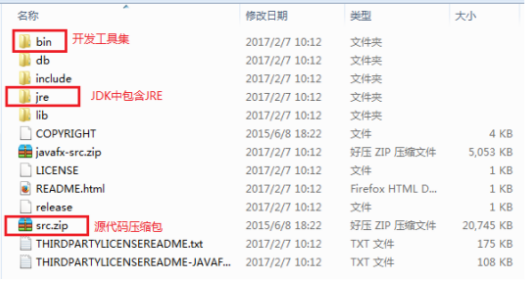 名称 修改日期 类型 大小
bin 开发工具集 2017/2/7 10:12 文件夹
db 2017/2/7 10:12 文件夹
include 2017/2/7 10:12 文件夹
jre JDK中包含JRE 2017/2/7 10:12 文件夹
lib 2017/2/7 10:12 文件夹
COPYRIGHT 2015/6/8 18:22 文件 4 KB
javafx-src.zip 2017/2/7 10:12 好压 ZIP 压缩文件 5,053 KB
LICENSE 2017/2/7 10:12 文件 1 KB
README.html 2017/2/7 10:12 Firefox HTML D... 1 KB
release 2017/2/7 10:12 文件 1 KB
src.zip 源代码压缩包 2015/6/8 18:22 好压 ZIP 压缩文件 20,745 KB
THIRDPARTYLICENSEREADME.txt 2017/2/7 10:12 TXT 文件 175 KB
THIRDPARTYLICENSEREADME-JAVAF... 2017/2/7 10:12 TXT 文件 108 KB